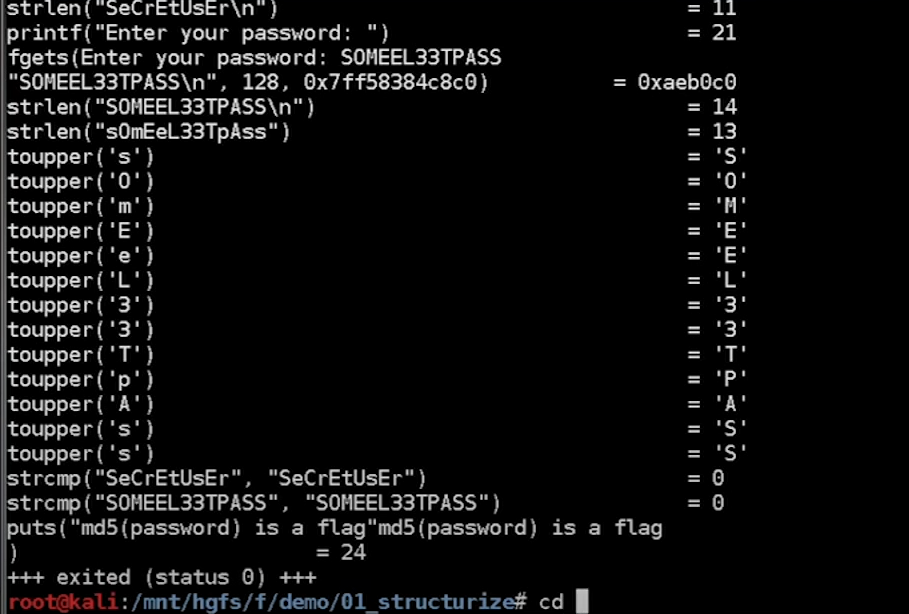 strlen("SeCrEtUsEr\n") = 11
printf("Enter your password: ") = 21
fgets(Enter your password: SOMEEL33TPASS
"SOMEEL33TPASS\n", 128, 0x7ff58384c8c0) = 0xaeb0c0
strlen("SOMEEL33TPASS\n") = 14
strlen("sOmEeL33TpAss") = 13
toupper('s') = 'S'
toupper('O') = 'O'
toupper('m') = 'M'
toupper('E') = 'E'
toupper('e') = 'E'
toupper('L') = 'L'
toupper('3') = '3'
toupper('3') = '3'
toupper('T') = 'T'
toupper('p') = 'P'
toupper('A') = 'A'
toupper('s') = 'S'
toupper('s') = 'S'
strcmp("SeCrEtUsEr", "SeCrEtUsEr") = 0
strcmp("SOMEEL33TPASS", "SOMEEL33TPASS") = 0
puts("md5(password) is a flag"md5(password) is a flag
) = 24
+++ exited (status 0) +++
root@kali:/mnt/hgfs/f/demo/01_structurize# cd